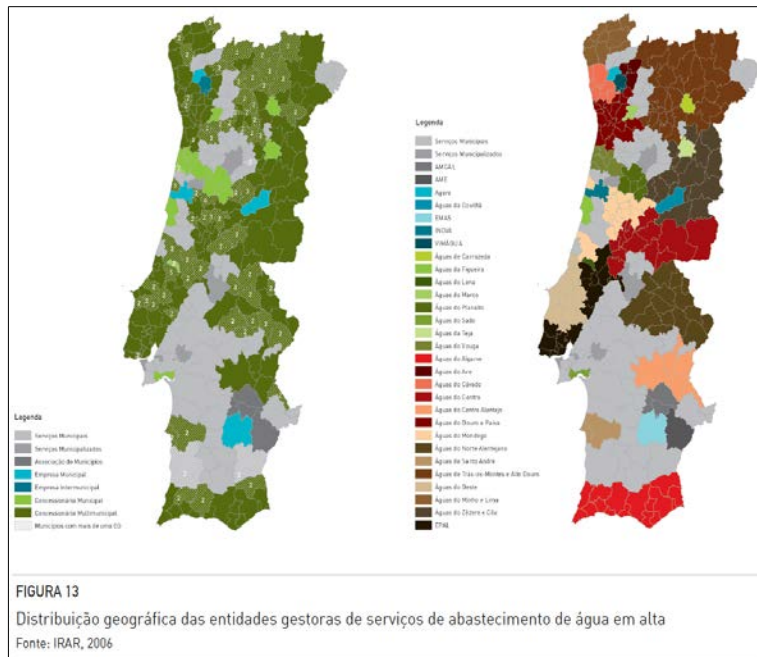 Legenda
Serviços Municipais
Serviços Municipalizados
Associação de Municípios
Empresa Municipal
Empresa Intermunicipal
Concessionária Municipal
Concessionária Multimunicipal
Municípios com mais de uma EG
Legenda
Serviços Municipais
Serviços Municipalizados
AMCAL
AME
Agere
Águas da Covilhã
EMAS
INOVA
VIMÁGUA
Águas de Carrazeda
Águas da Figueira
Águas do Lena
Águas do Marco
Águas do Planalto
Águas do Sado
Águas da Teja
Águas do Vouga
Águas do Algarve
Águas do Ave
Águas do Cávado
Águas do Centro
Águas do Centro Alentejo
Águas do Douro e Paiva
Águas do Mondego
Águas do Norte Alentejano
Águas de Santo André
Águas de Trás-os-Montes e Alto Douro
Águas do Oeste
Águas do Minho e Lima
Águas do Zêzere e Côa
EPAL
FIGURA 13
Distribuição geográfica das entidades gestoras de serviços de abastecimento de água em alta
Fonte: IRAR, 2006